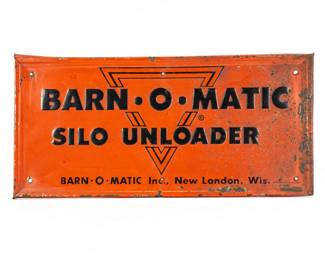 BARN·O·MATIC
©
SILO UNLOADER
BARN·O·MATIC Inc., New London, Wis.